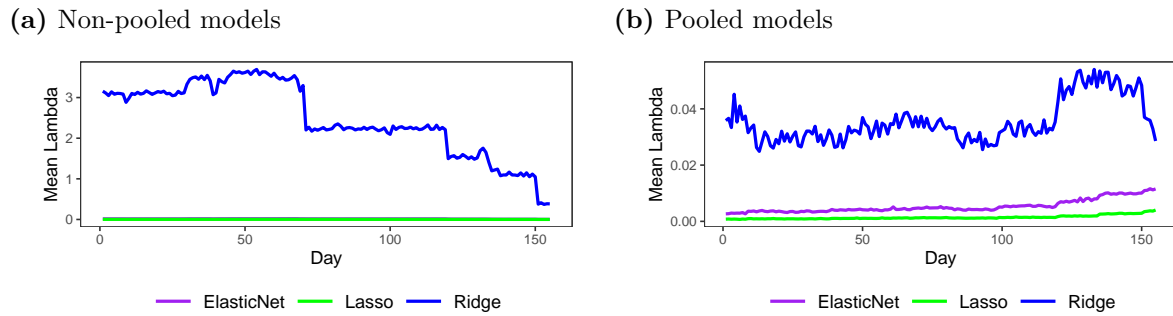 (a) Non-pooled models
Mean Lambda
3
2
1
0
0 50 100 150
Day
ElasticNet Lasso Ridge
(b) Pooled models
Mean Lambda
0.04
0.02
0.00
0 50 100 150
Day
ElasticNet Lasso Ridge